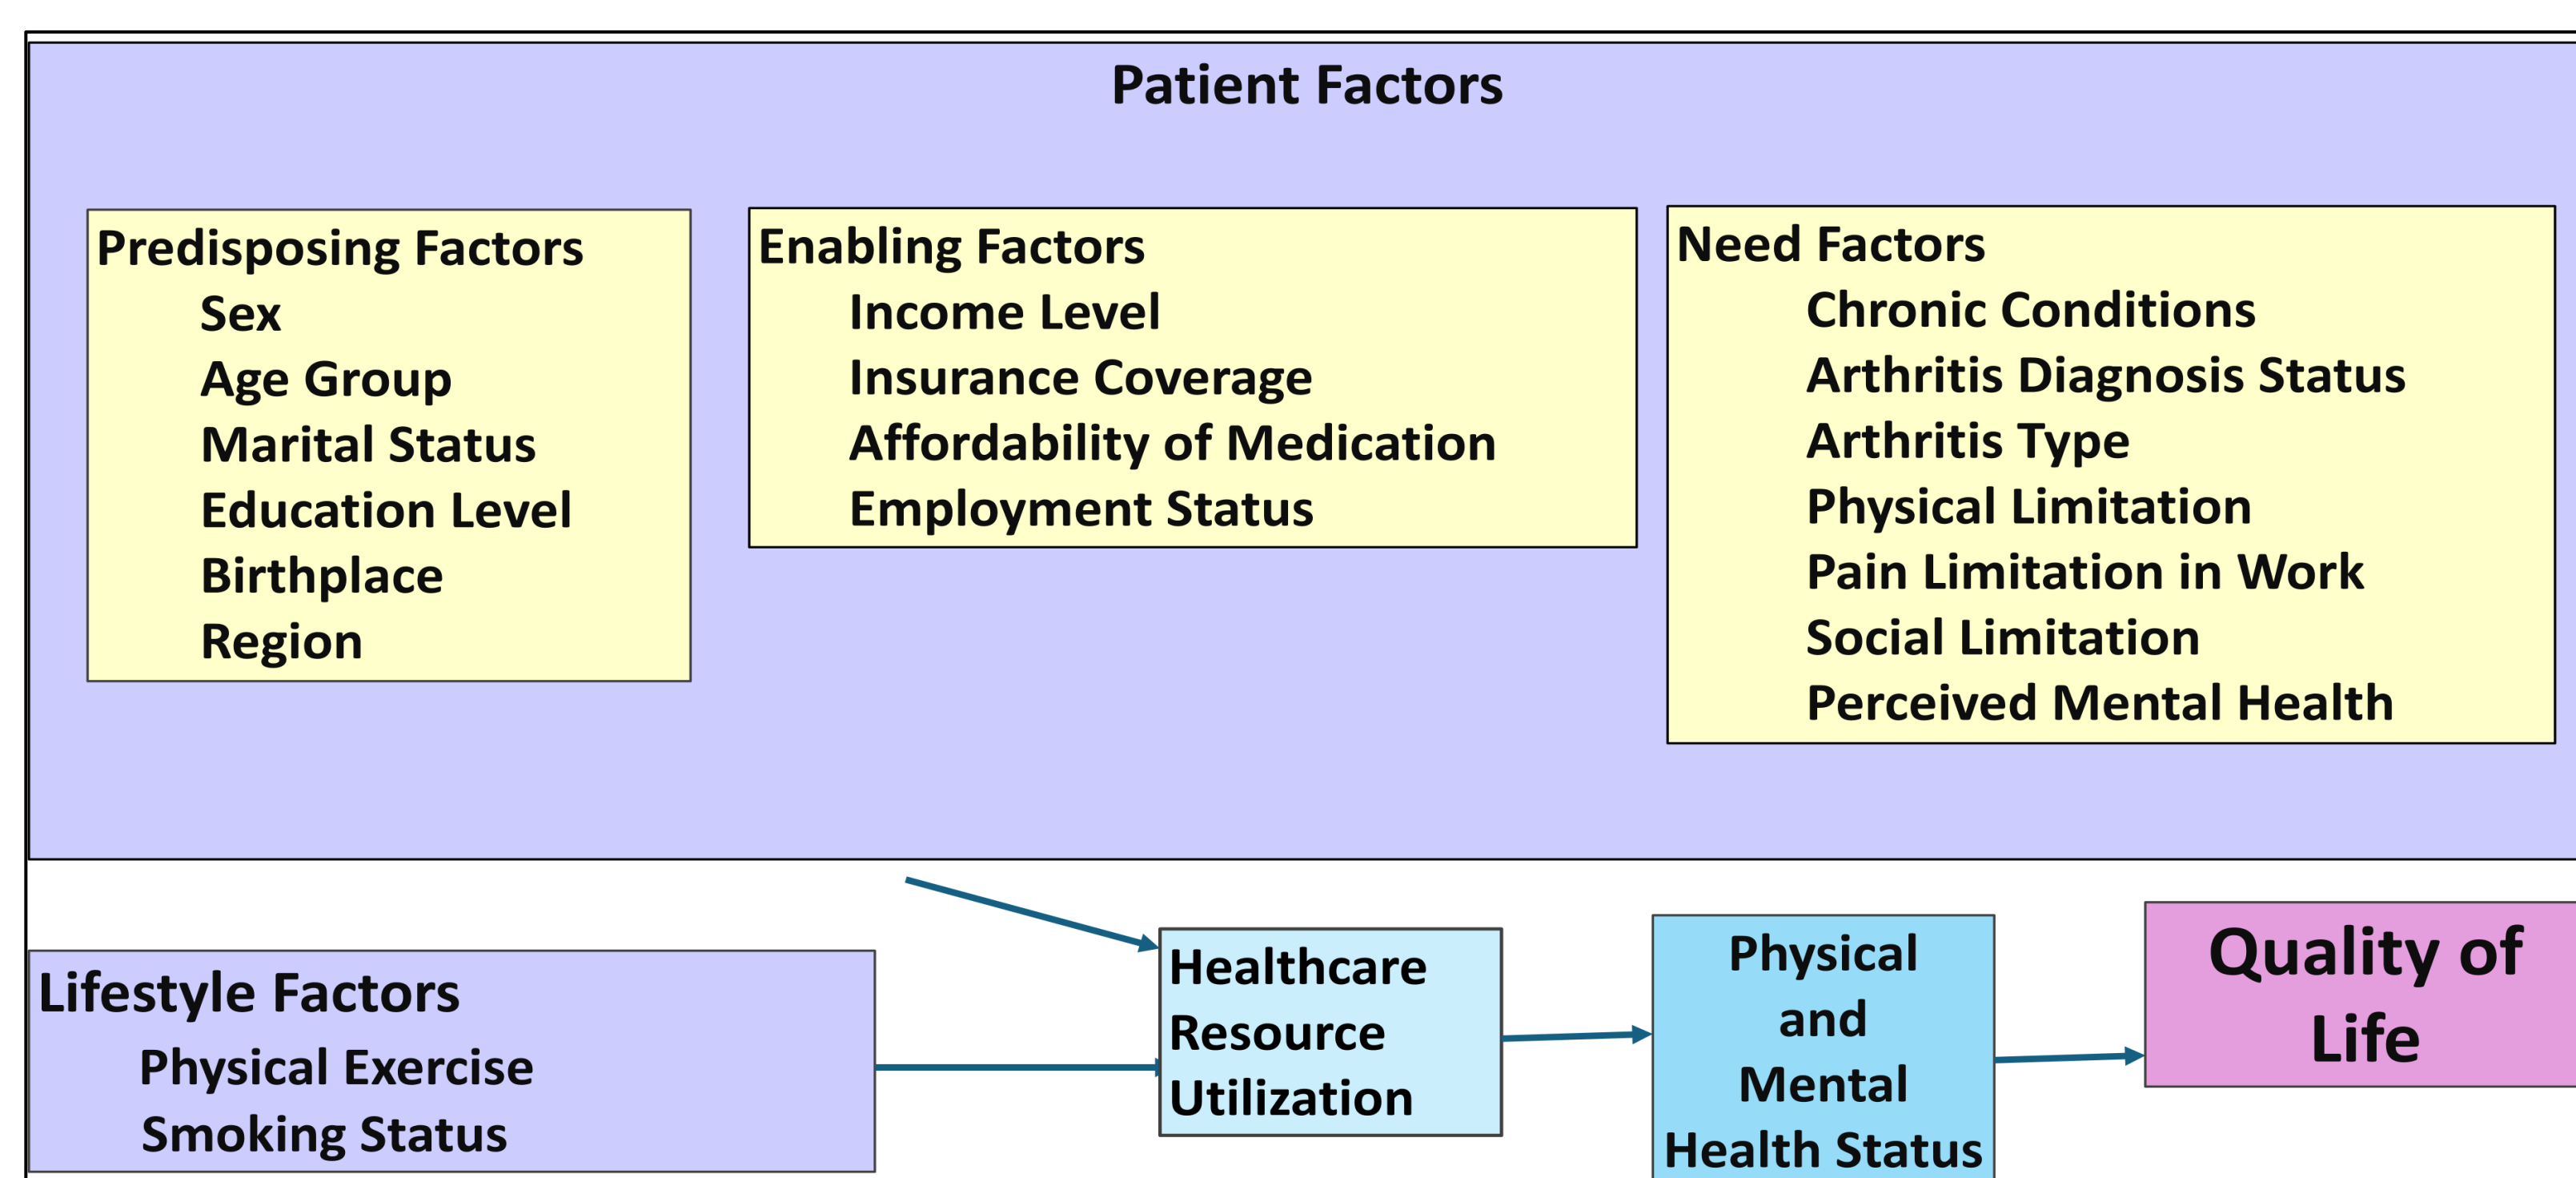 Patient Factors
Predisposing Factors
Sex
Age Group
Marital Status
Education Level
Birthplace
Region
Enabling Factors
Income Level
Insurance Coverage
Affordability of Medication
Employment Status
Need Factors
Chronic Conditions
Arthritis Diagnosis Status
Arthritis Type
Physical Limitation
Pain Limitation in Work
Social Limitation
Perceived Mental Health
Lifestyle Factors
Physical Exercise
Smoking Status
Healthcare
Resource
Utilization
Physical
and
Mental
Health Status
Quality of
Life